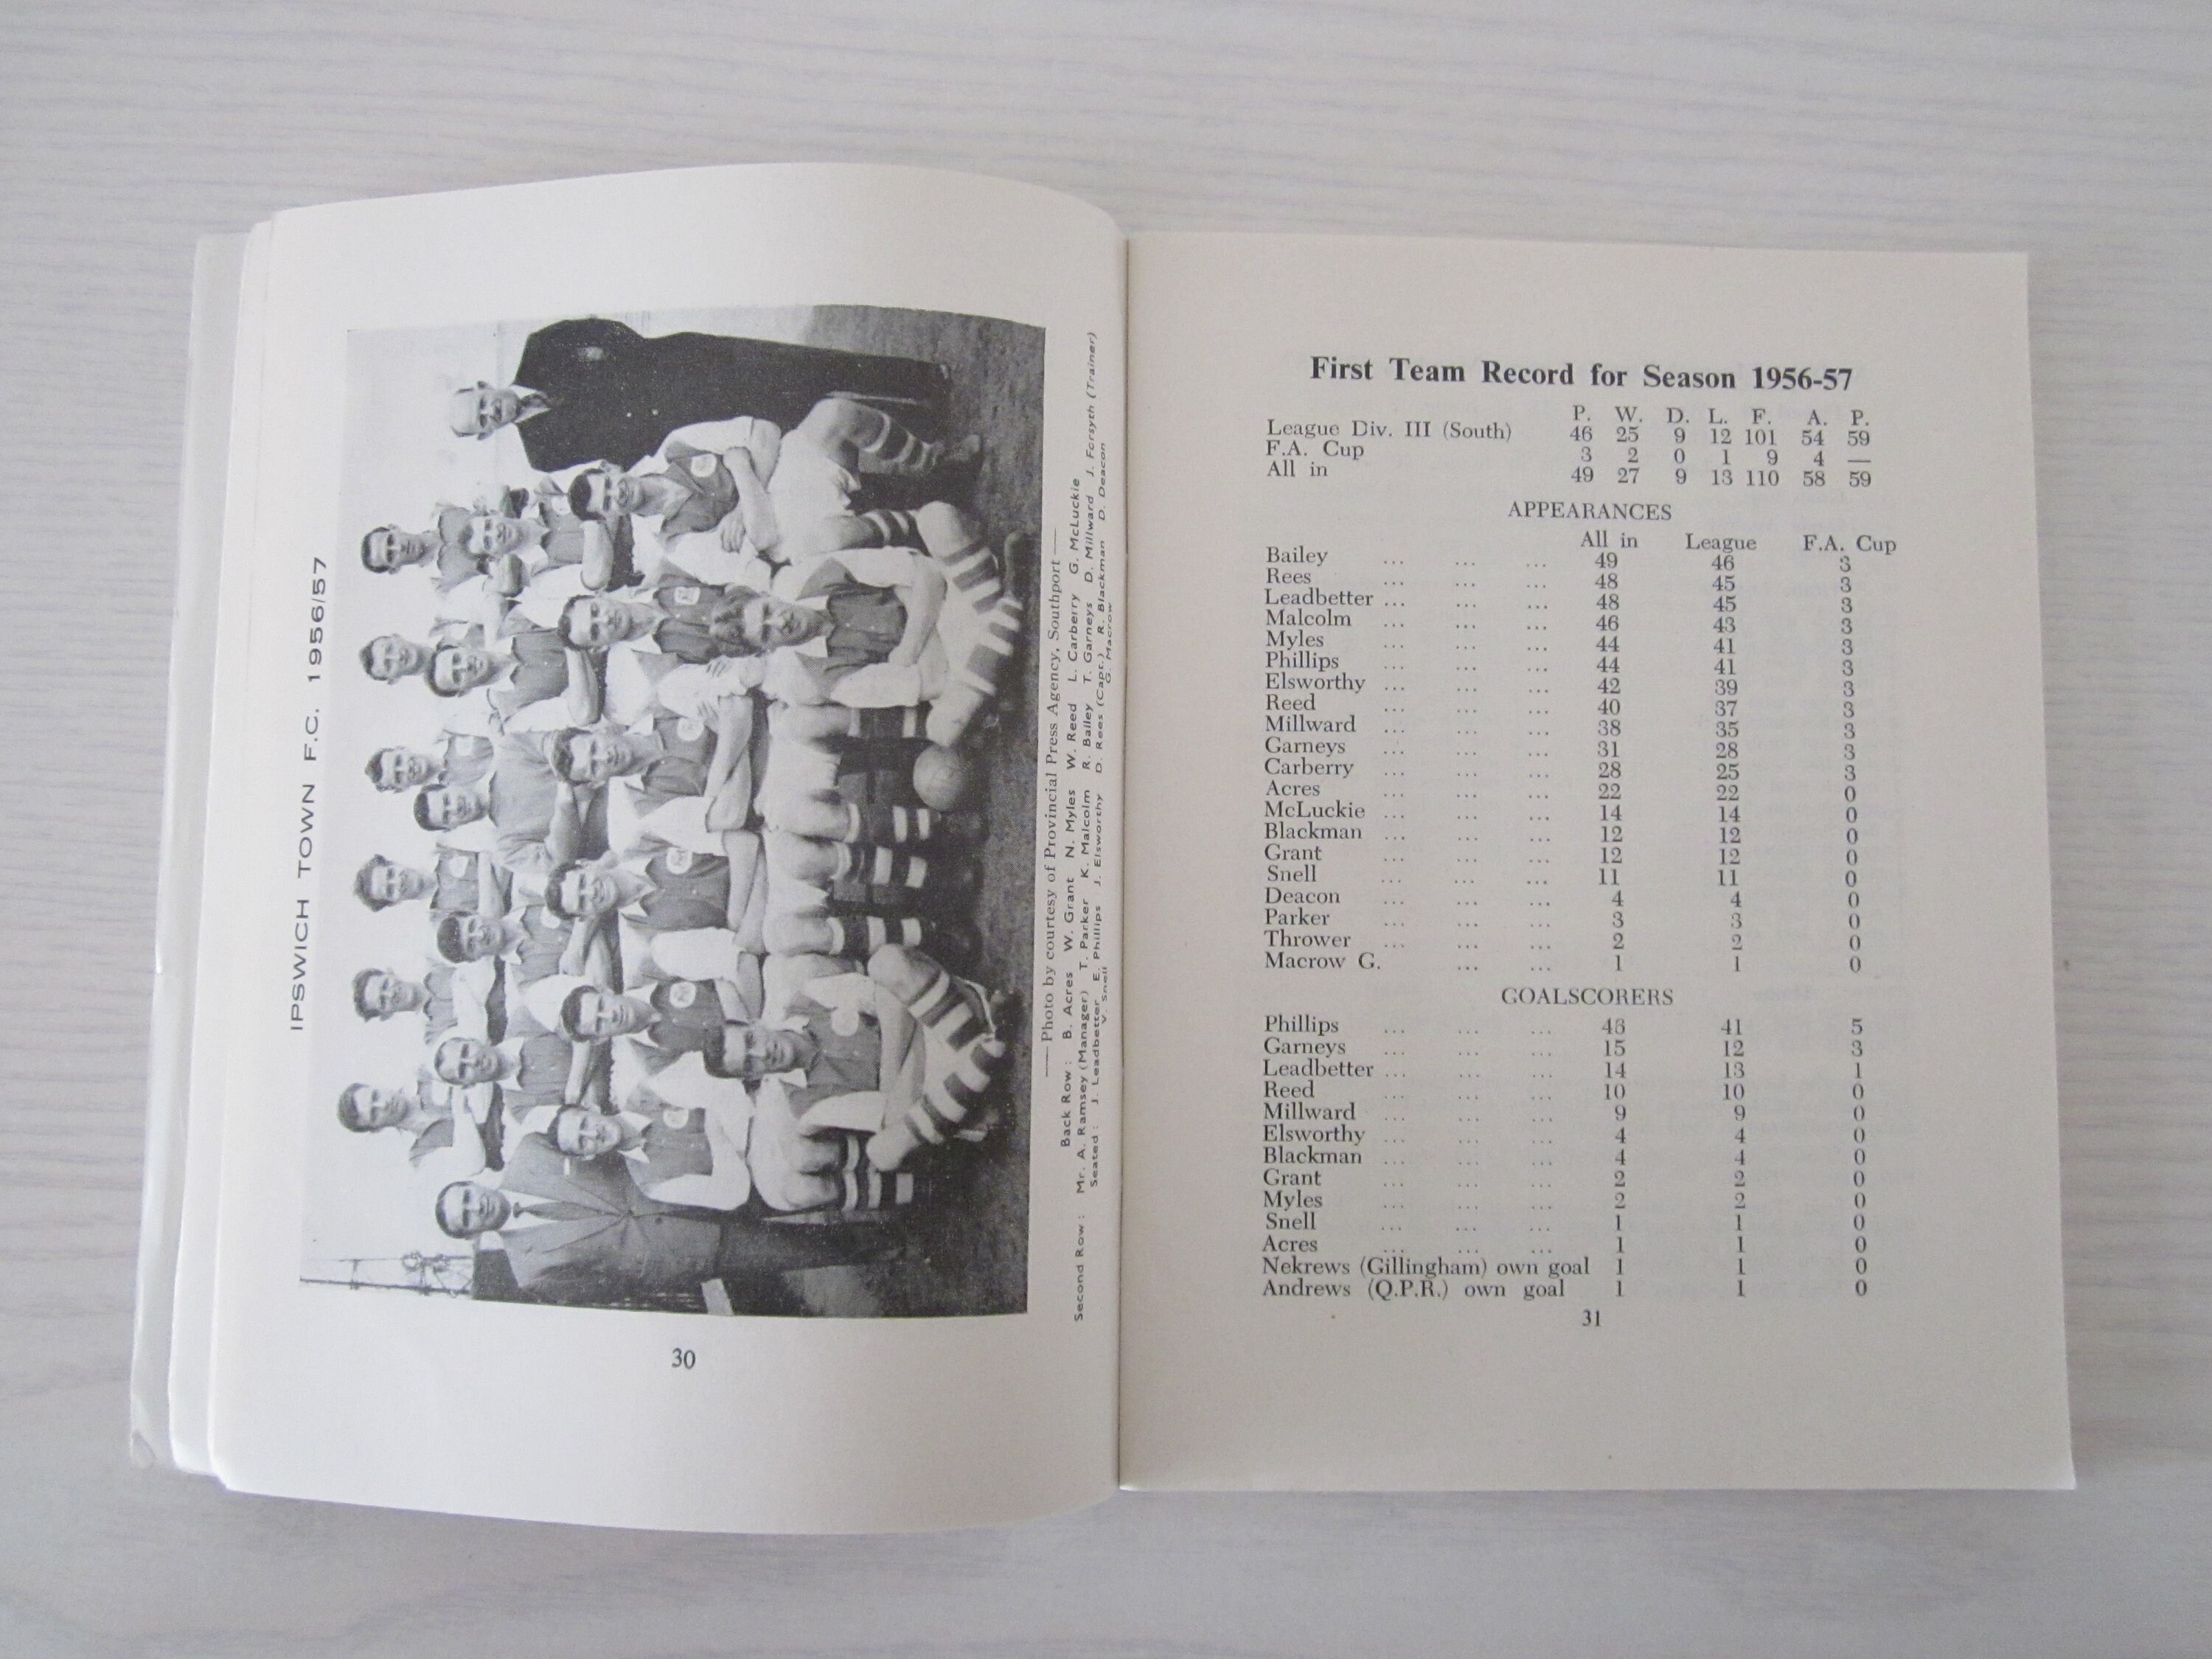 IPSWICH TOWN F.C. 1956/57
—— Photo by courtesy of Provincial Press Agency, Southport ——
Back Row : B. Acres W. Grant N. Myles W. Reed L. Carberry G. McLuckie
Second Row : Mr. A. Ramsey (Manager) T. Parker K. Malcolm R. Bailey T. Garneys D. Millward J. Forsyth (Trainer)
Seated : J. Leadbetter E. Phillips J. Elsworthy D. Rees (Capt.) R. Blackman D. Deacon
V. Snell G. Macrow
30
First Team Record for Season 1956-57
P. W. D. L. F. A. P.
League Div. III (South) 46 25 9 12 101 54 59
F.A. Cup 3 2 0 1 9 4 —
All in 49 27 9 13 110 58 59
APPEARANCES
All in League F.A. Cup
Bailey ... ... ... 49 46 3
Rees ... ... ... 48 45 3
Leadbetter ... ... ... 48 45 3
Malcolm ... ... ... 46 43 3
Myles ... ... ... 44 41 3
Phillips ... ... ... 44 41 3
Elsworthy ... ... ... 42 39 3
Reed ... ... ... 40 37 3
Millward ... ... ... 38 35 3
Garneys ... ... ... 31 28 3
Carberry ... ... ... 28 25 3
Acres ... ... ... 22 22 0
McLuckie ... ... ... 14 14 0
Blackman ... ... ... 12 12 0
Grant ... ... ... 12 12 0
Snell ... ... ... 11 11 0
Deacon ... ... ... 4 4 0
Parker ... ... ... 3 3 0
Thrower ... ... ... 2 2 0
Macrow G. ... ... 1 1 0
GOALSCORERS
Phillips ... ... ... 46 41 5
Garneys ... ... ... 15 12 3
Leadbetter ... ... ... 14 13 1
Reed ... ... ... 10 10 0
Millward ... ... ... 9 9 0
Elsworthy ... ... ... 4 4 0
Blackman ... ... ... 4 4 0
Grant ... ... ... 2 2 0
Myles ... ... ... 2 2 0
Snell ... ... ... 1 1 0
Acres ... ... ... 1 1 0
Nekrews (Gillingham) own goal 1 1 0
Andrews (Q.P.R.) own goal 1 1 0
31